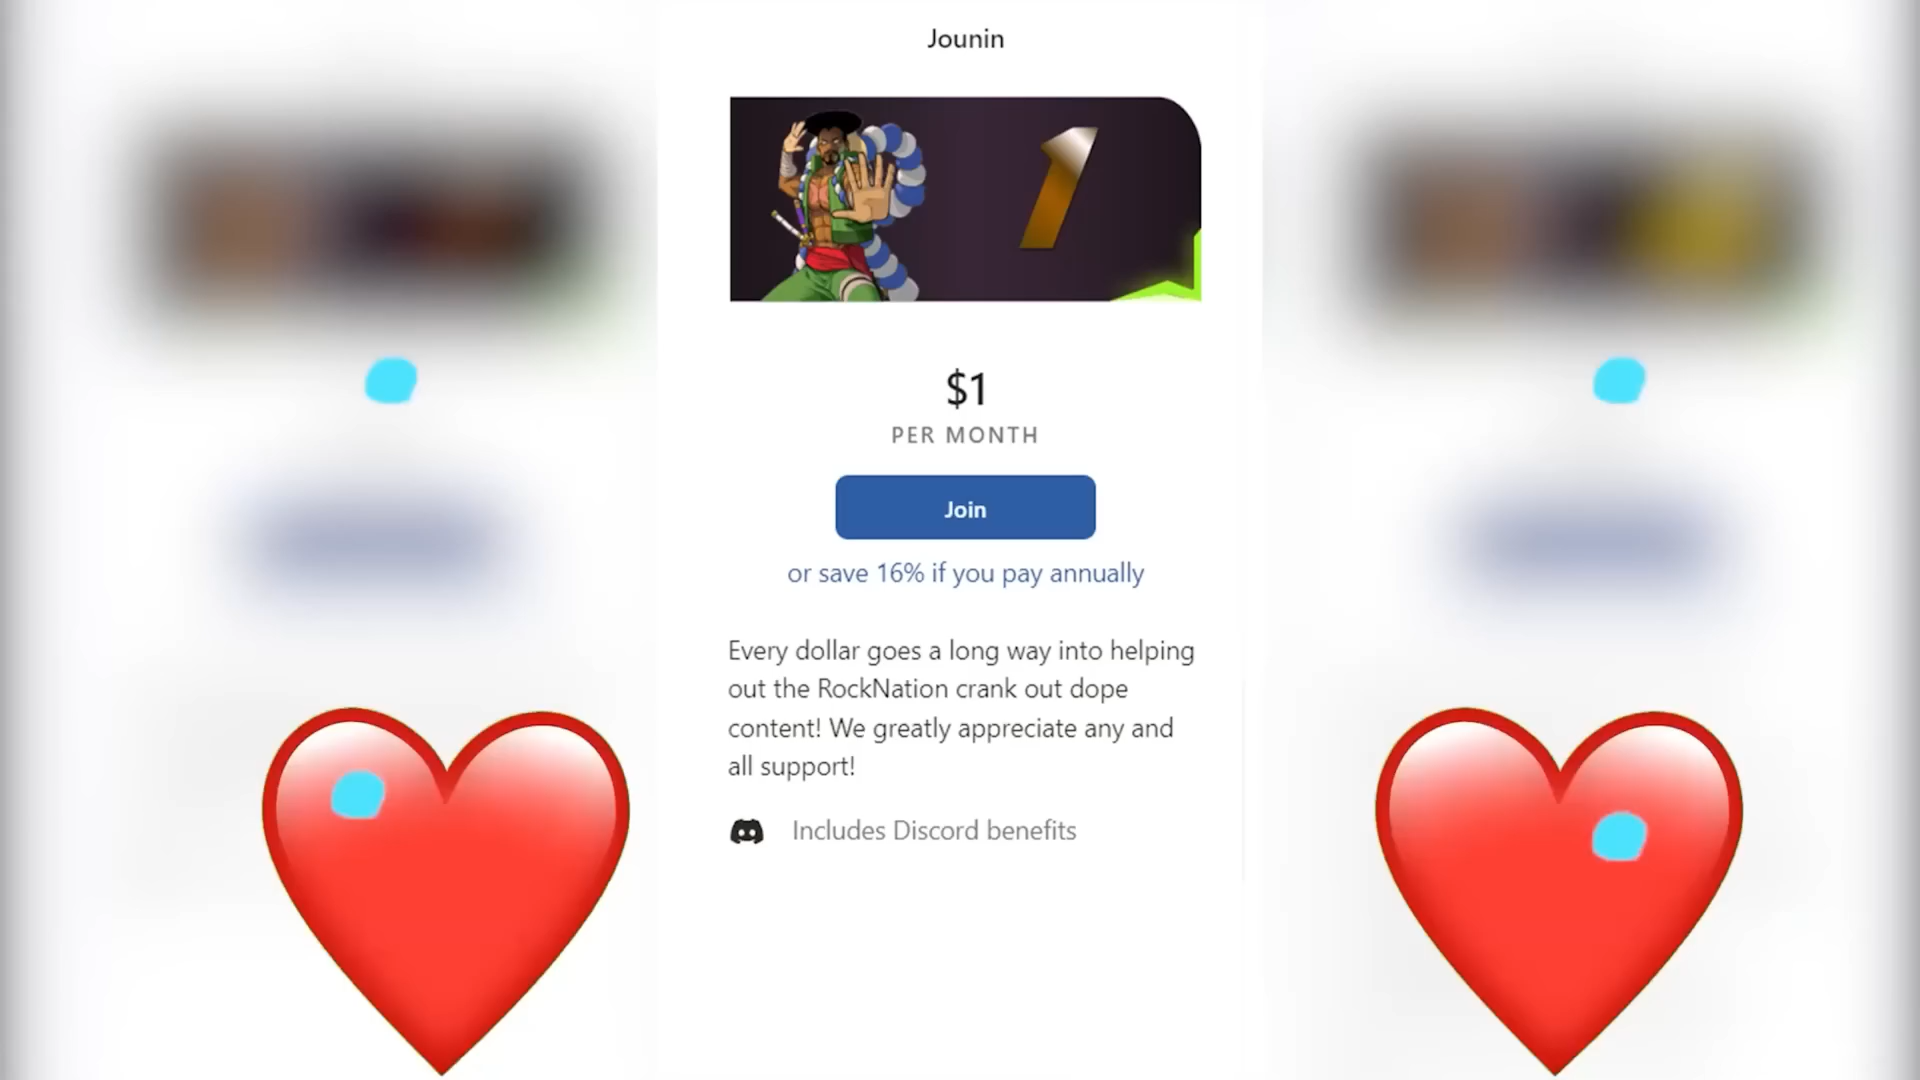 Jounin
1
$1
PER MONTH
Join
or save 16% if you pay annually
Every dollar goes a long way into helping
out the RockNation crank out dope
content! We greatly appreciate any and
all support!
Includes Discord benefits